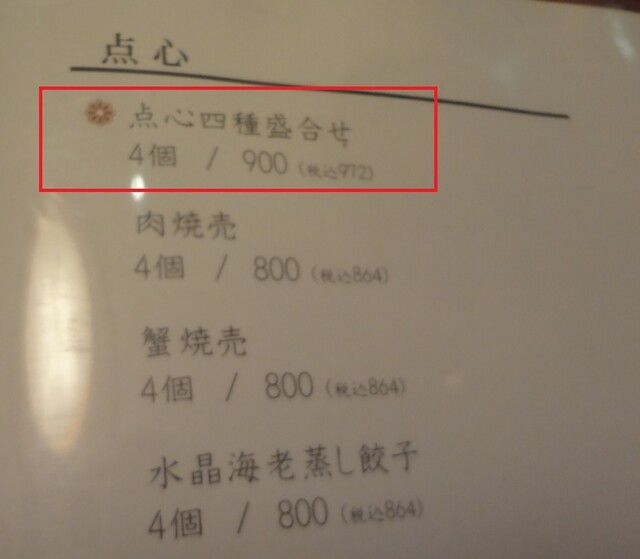 点心
点心四種盛合せ
4個 / 900 (税込972)
肉焼売
4個 / 800 (税込864)
蟹焼売
4個 / 800 (税込864)
水晶海老蒸し餃子
4個 / 800 (税込864)